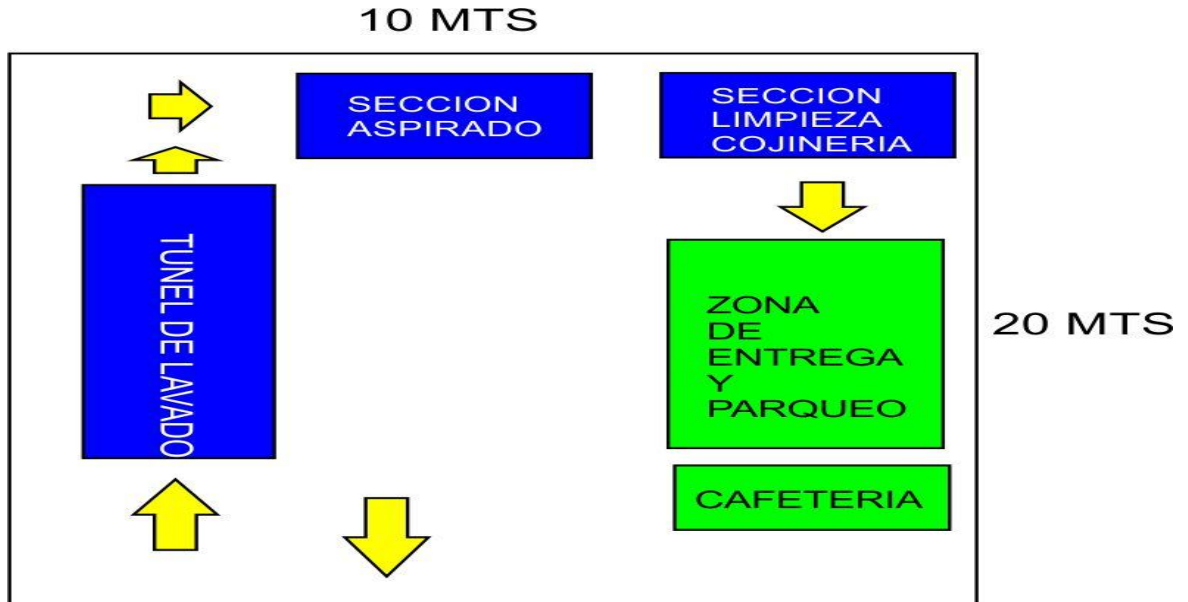 10 MTS
SECCION
ASPIRADO
SECCION
LIMPIEZA
COJINERIA
TUNEL DE LAVADO
ZONA
DE
ENTREGA
Y
PARQUEO
20 MTS
CAFETERIA